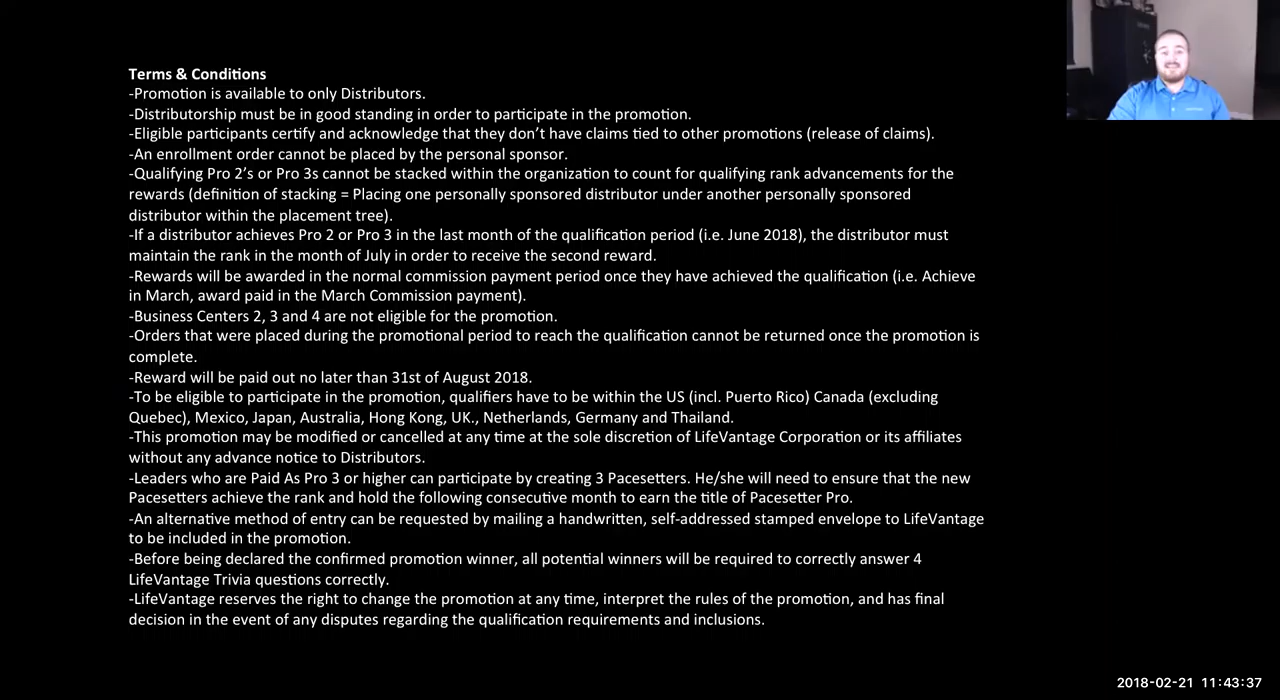 Terms & Conditions
-Promotion is available to only Distributors.
-Distributorship must be in good standing in order to participate in the promotion.
-Eligible participants certify and acknowledge that they don’t have claims tied to other promotions (release of claims).
-An enrollment order cannot be placed by the personal sponsor.
-Qualifying Pro 2’s or Pro 3s cannot be stacked within the organization to count for qualifying rank advancements for the
rewards (definition of stacking = Placing one personally sponsored distributor under another personally sponsored
distributor within the placement tree).
-If a distributor achieves Pro 2 or Pro 3 in the last month of the qualification period (i.e. June 2018), the distributor must
maintain the rank in the month of July in order to receive the second reward.
-Rewards will be awarded in the normal commission payment period once they have achieved the qualification (i.e. Achieve
in March, award paid in the March Commission payment).
-Business Centers 2, 3 and 4 are not eligible for the promotion.
-Orders that were placed during the promotional period to reach the qualification cannot be returned once the promotion is
complete.
-Reward will be paid out no later than 31st of August 2018.
-To be eligible to participate in the promotion, qualifiers have to be within the US (incl. Puerto Rico) Canada (excluding
Quebec), Mexico, Japan, Australia, Hong Kong, UK., Netherlands, Germany and Thailand.
-This promotion may be modified or cancelled at any time at the sole discretion of LifeVantage Corporation or its affiliates
without any advance notice to Distributors.
-Leaders who are Paid As Pro 3 or higher can participate by creating 3 Pacesetters. He/she will need to ensure that the new
Pacesetters achieve the rank and hold the following consecutive month to earn the title of Pacesetter Pro.
-An alternative method of entry can be requested by mailing a handwritten, self-addressed stamped envelope to LifeVantage
to be included in the promotion.
-Before being declared the confirmed promotion winner, all potential winners will be required to correctly answer 4
LifeVantage Trivia questions correctly.
-LifeVantage reserves the right to change the promotion at any time, interpret the rules of the promotion, and has final
decision in the event of any disputes regarding the qualification requirements and inclusions.
2018-02-21 11:43:37